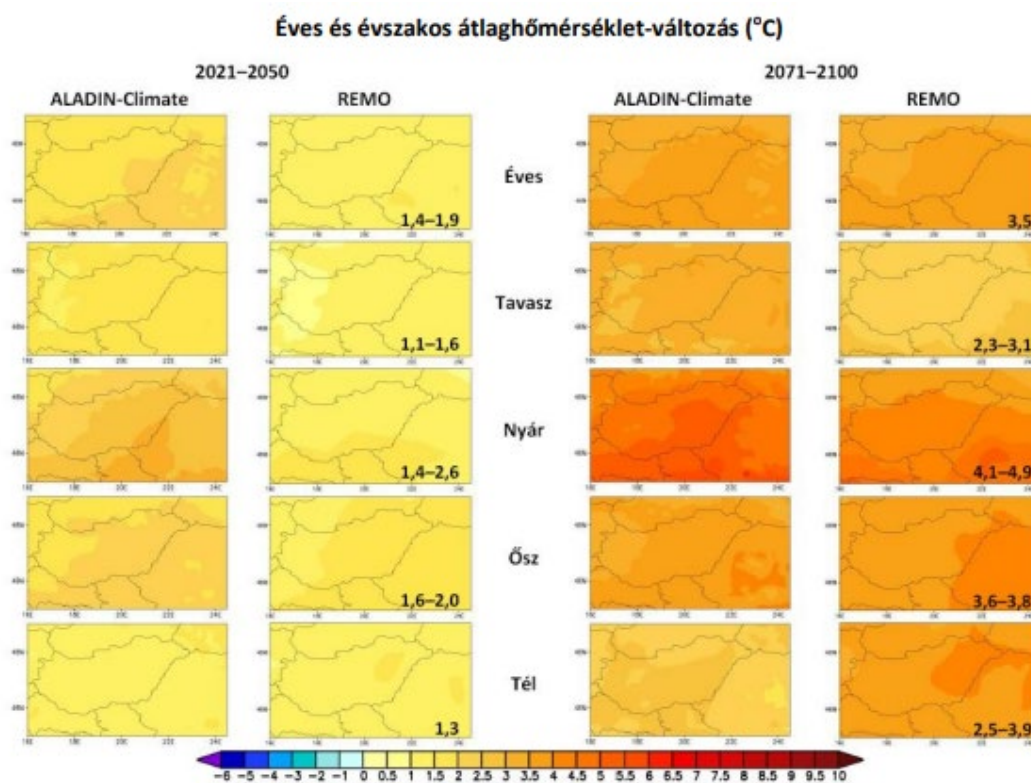 Éves és évszakos átlaghőmérséklet-változás (°C)
2021–2050 2071–2100
ALADIN-Climate REMO ALADIN-Climate REMO
Éves
1,4–1,9 3,5
Tavasz
1,1–1,6 2,3–3,1
Nyár
1,4–2,6 4,1–4,9
Ősz
1,6–2,0 3,6–3,8
Tél
1,3 2,5–3,9
−6 −5 −4 −3 −2 −1 0 0.5 1 1.5 2 2.5 3 3.5 4 4.5 5 5.5 6 6.5 7 7.5 8 8.5 9 9.5 10